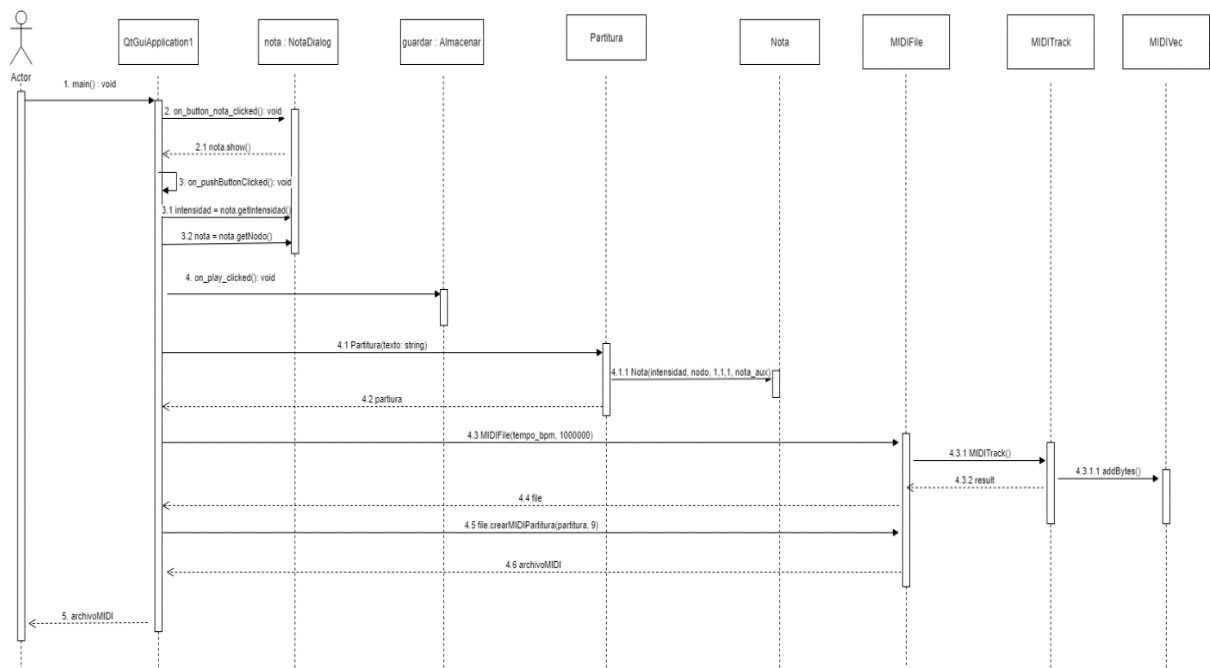 Actor
QtGuiApplication1
nota : NotaDialog
guardar : Almacenar
Partitura
Nota
MIDIFile
MIDITrack
MIDIVec
1. main() : void
2. on_button_nota_clicked(): void
2.1 nota.show()
3. on_pushButtonClicked(): void
3.1 intensidad = nota.getIntensidad()
3.2 nota = nota.getNodo()
4. on_play_clicked(): void
4.1 Partitura(texto: string)
4.1.1 Nota(intensidad, nodo, 1,1,1, nota_aux)
4.2 partiura
4.3 MIDIFile(tempo_bpm, 1000000)
4.3.1 MIDITrack()
4.3.1.1 addBytes()
4.3.2 result
4.4 file
4.5 file.crearMIDIPartitura(partitura, 9)
4.6 archivoMIDI
5. archivoMIDI